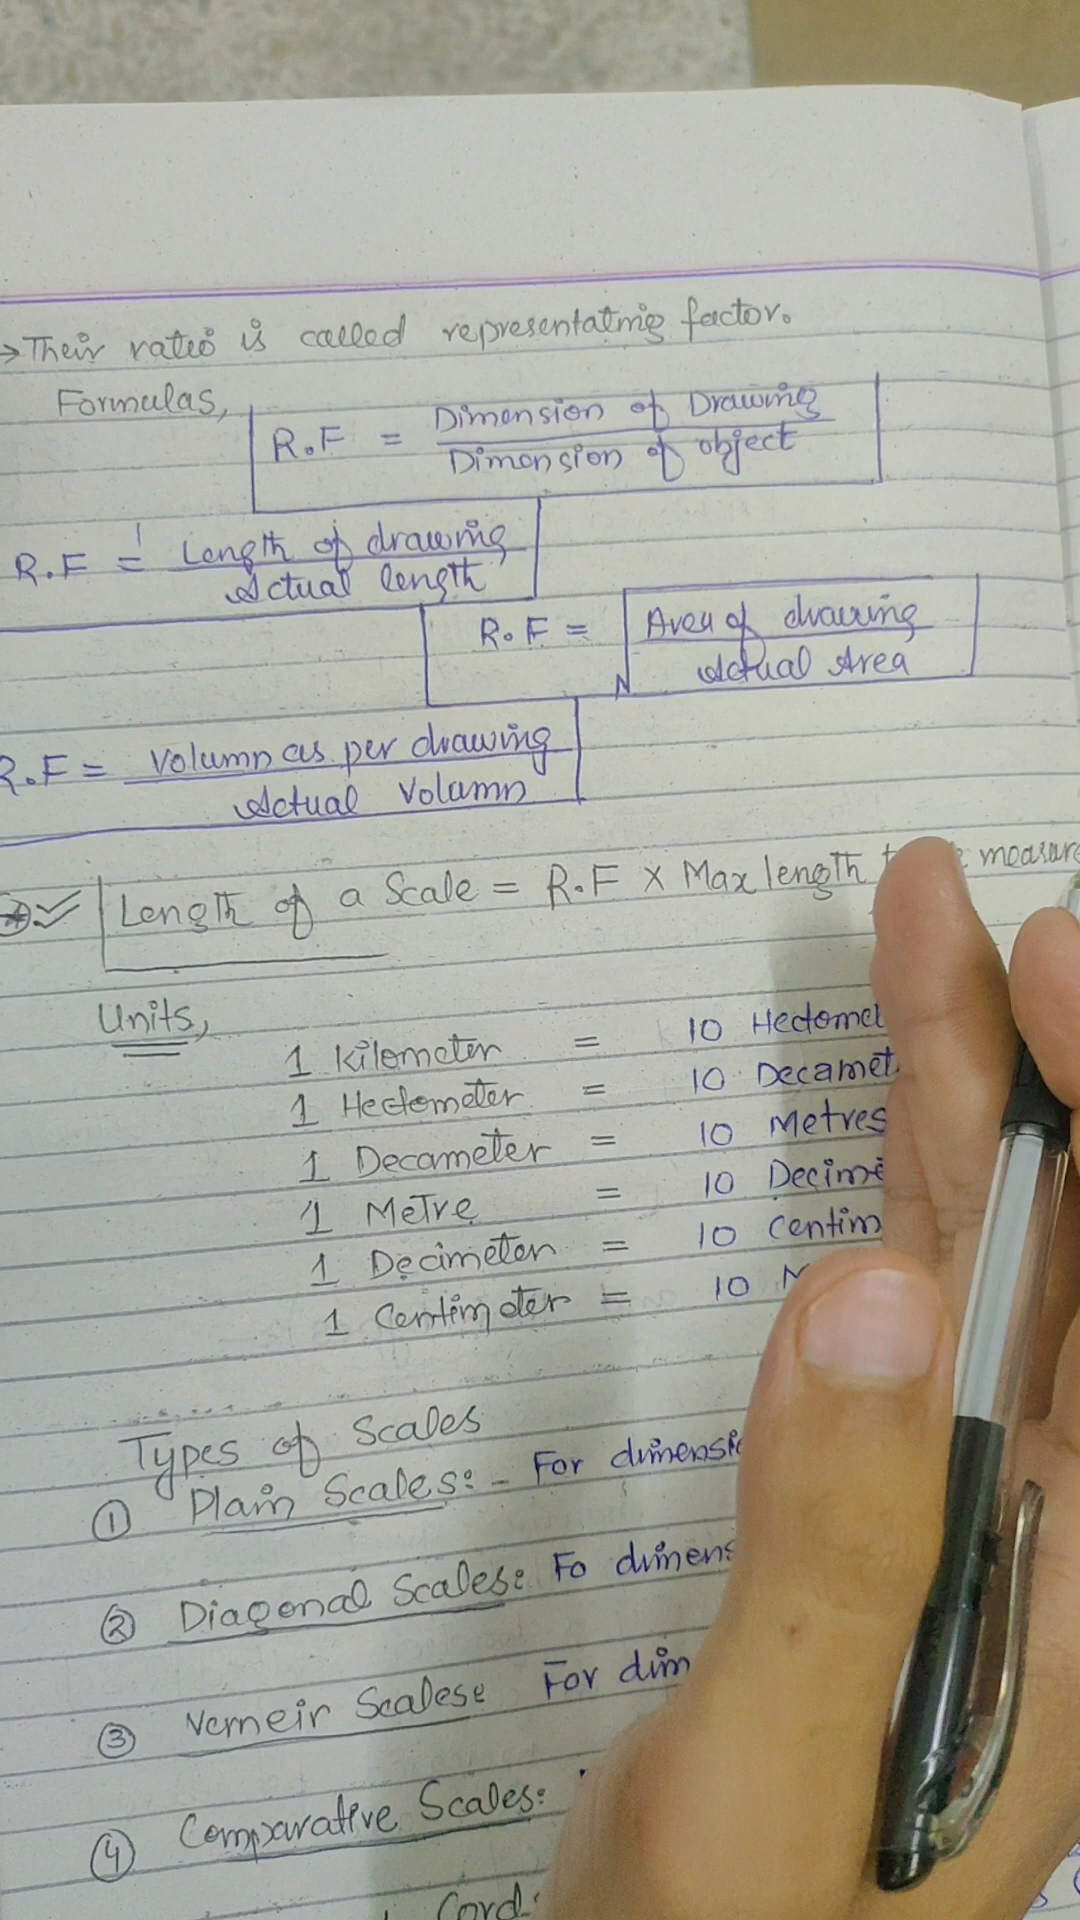 → Their ratio is called representating factor.
Formulas,
R.F = Dimension of Drawing
Dimension of object
R.F = Length of drawing
Actual length
R.F = √ Area of drawing
Actual Area
R.F = Volumn as per drawing
Actual Volumn
Length of a Scale = R.F X Max length measure
Units,
1 Kilometer = 10 Hectomet
1 Hectometer = 10 Decamet
1 Decameter = 10 Metres
1 Metre = 10 Decime
1 Decimeter = 10 Centim
1 Centimeter = 10 M
Types of Scales
① Plain Scales: - For dimensio
② Diagonal Scales: Fo dimens
③ Verneir Scales: For dim
④ Comparative Scales:
Cord